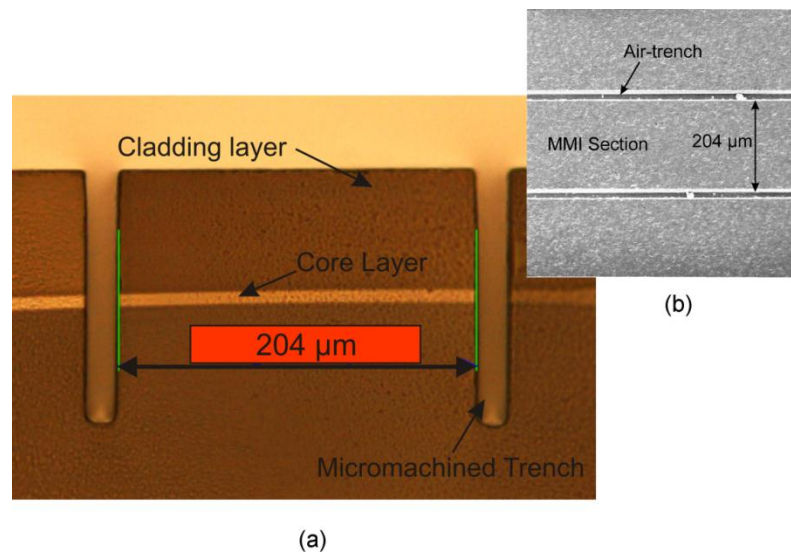 Cladding layer
Core Layer
204 µm
Micromachined Trench
(a)
Air-trench
MMI Section
204 µm
(b)